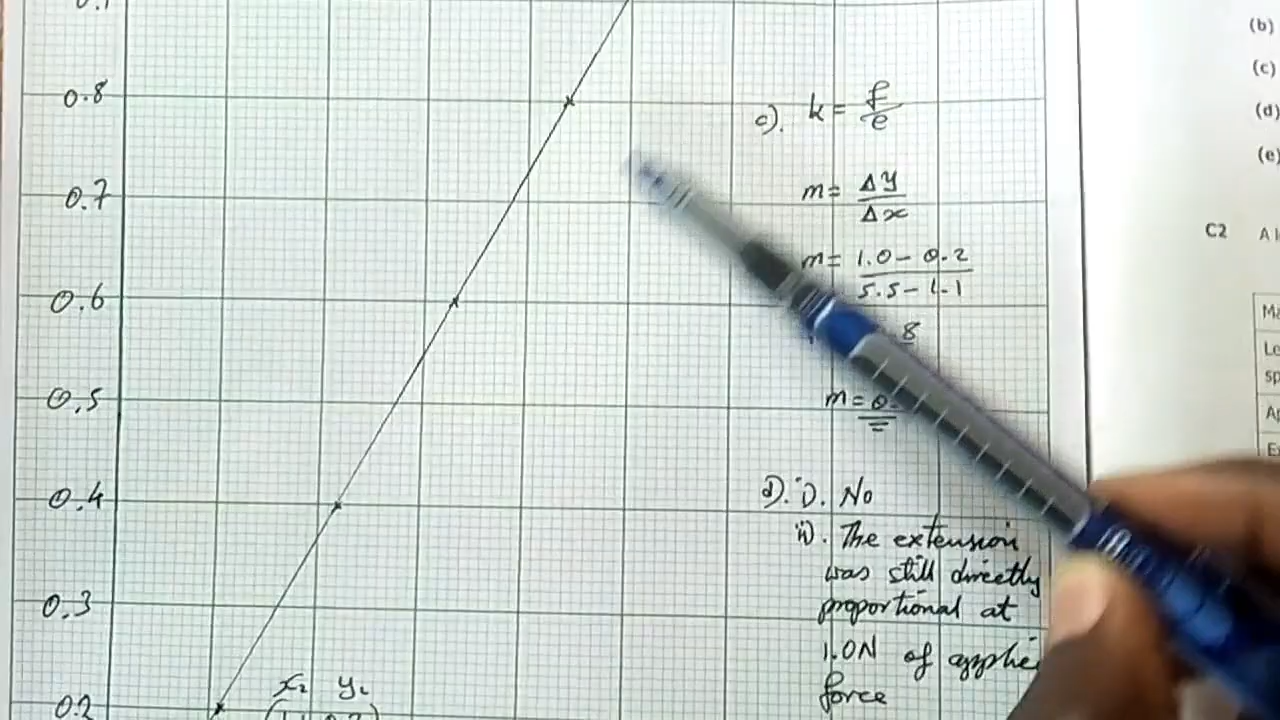 0.8
0.7
0.6
0.5
0.4
0.3
0.2
x₂ y₂
c). k = f/e
m = Δy/Δx
m = 1.0 - 0.2 / 5.5 - 1.1
8
m = 0.
d). i). No
ii). The extension
was still directly
proportional at
1.0N of
force
(b)
(c)
(d)
(e)
C2 A